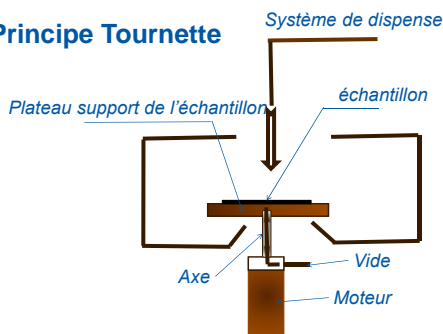 Principe Tournette
Système de dispense
Plateau support de l'échantillon
échantillon
Axe
Vide
Moteur